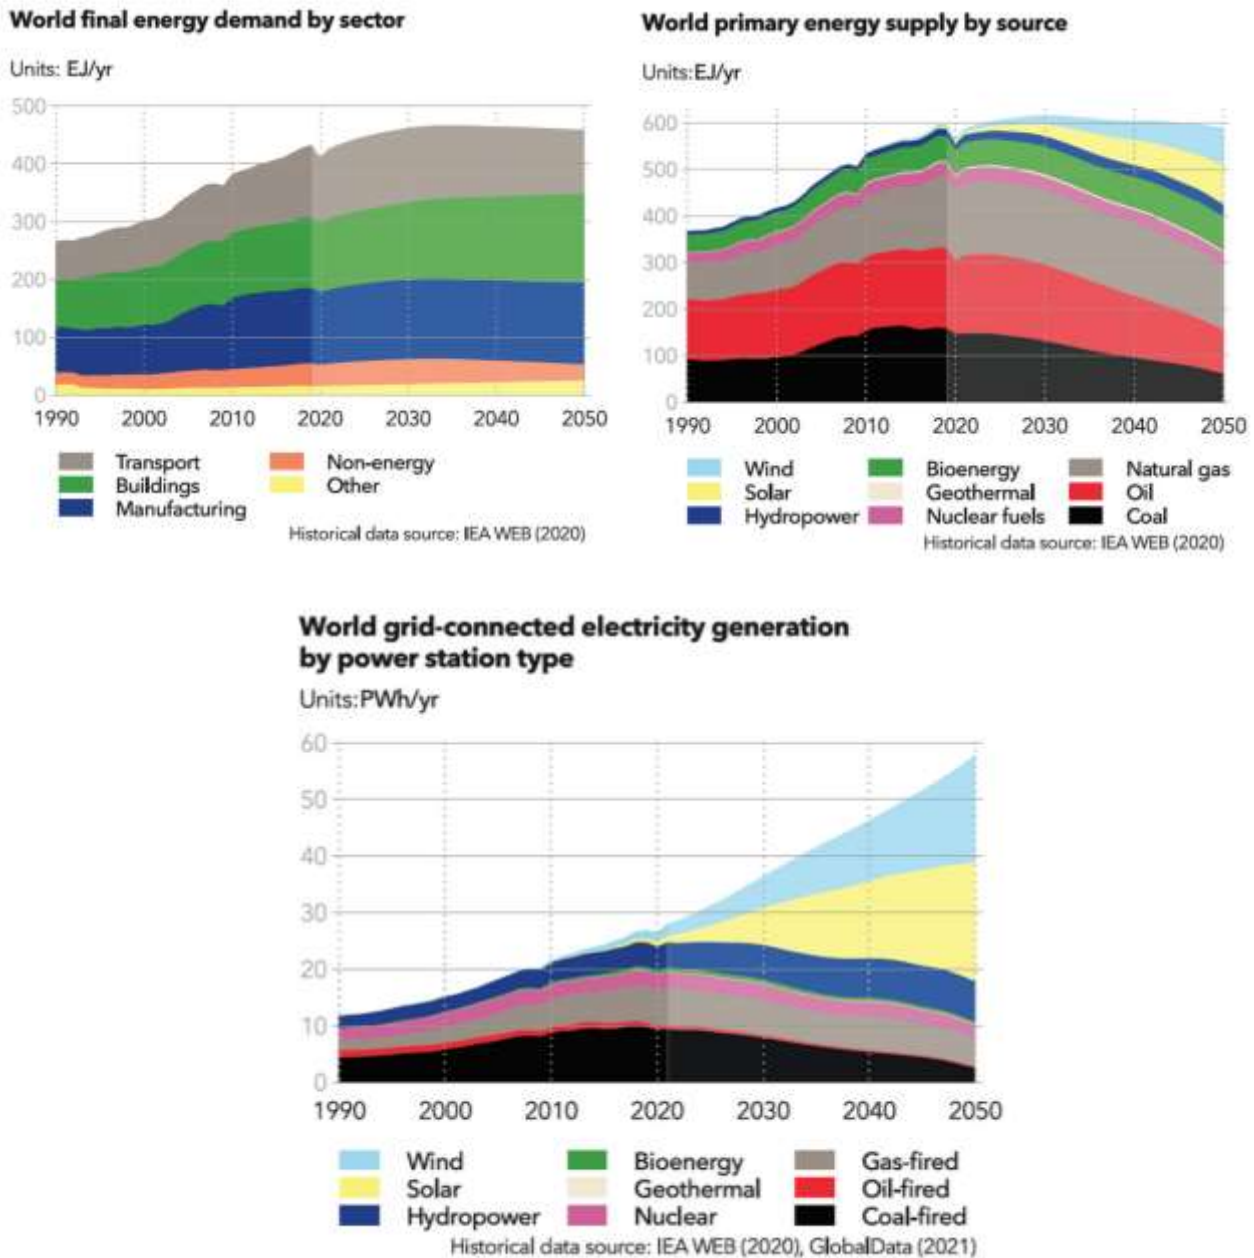 World final energy demand by sector
Units: EJ/yr
500
400
300
200
100
0
1990 2000 2010 2020 2030 2040 2050
Transport Non-energy
Buildings Other
Manufacturing
Historical data source: IEA WEB (2020)
World primary energy supply by source
Units:EJ/yr
600
500
400
300
200
100
0
1990 2000 2010 2020 2030 2040 2050
Wind Bioenergy Natural gas
Solar Geothermal Oil
Hydropower Nuclear fuels Coal
Historical data source: IEA WEB (2020)
World grid-connected electricity generation
by power station type
Units:PWh/yr
60
50
40
30
20
10
0
1990 2000 2010 2020 2030 2040 2050
Wind Bioenergy Gas-fired
Solar Geothermal Oil-fired
Hydropower Nuclear Coal-fired
Historical data source: IEA WEB (2020), GlobalData (2021)